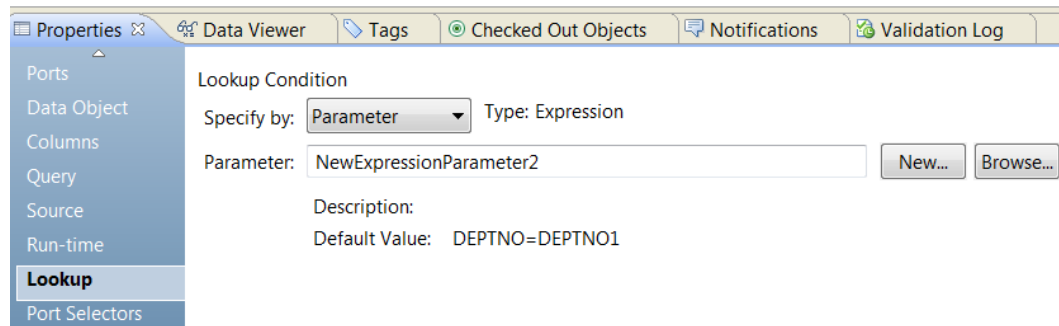 Properties Data Viewer Tags Checked Out Objects Notifications Validation Log
Ports
Data Object
Columns
Query
Source
Run-time
Lookup
Port Selectors
Lookup Condition
Specify by: Parameter Type: Expression
Parameter: NewExpressionParameter2 New... Browse...
Description:
Default Value: DEPTNO=DEPTNO1